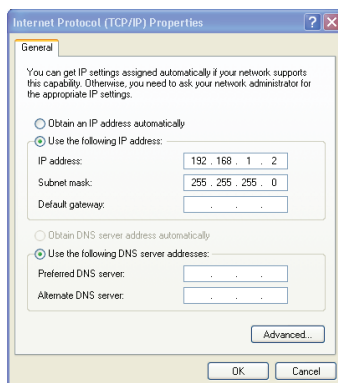 Internet Protocol (TCP/IP) Properties
General
You can get IP settings assigned automatically if your network supports
this capability. Otherwise, you need to ask your network administrator for
the appropriate IP settings.
Obtain an IP address automatically
Use the following IP address:
IP address: 192 . 168 . 1 . 2
Subnet mask: 255 . 255 . 255 . 0
Default gateway: . . .
Obtain DNS server address automatically
Use the following DNS server addresses:
Preferred DNS server: . . .
Alternate DNS server: . . .
Advanced...
OK Cancel